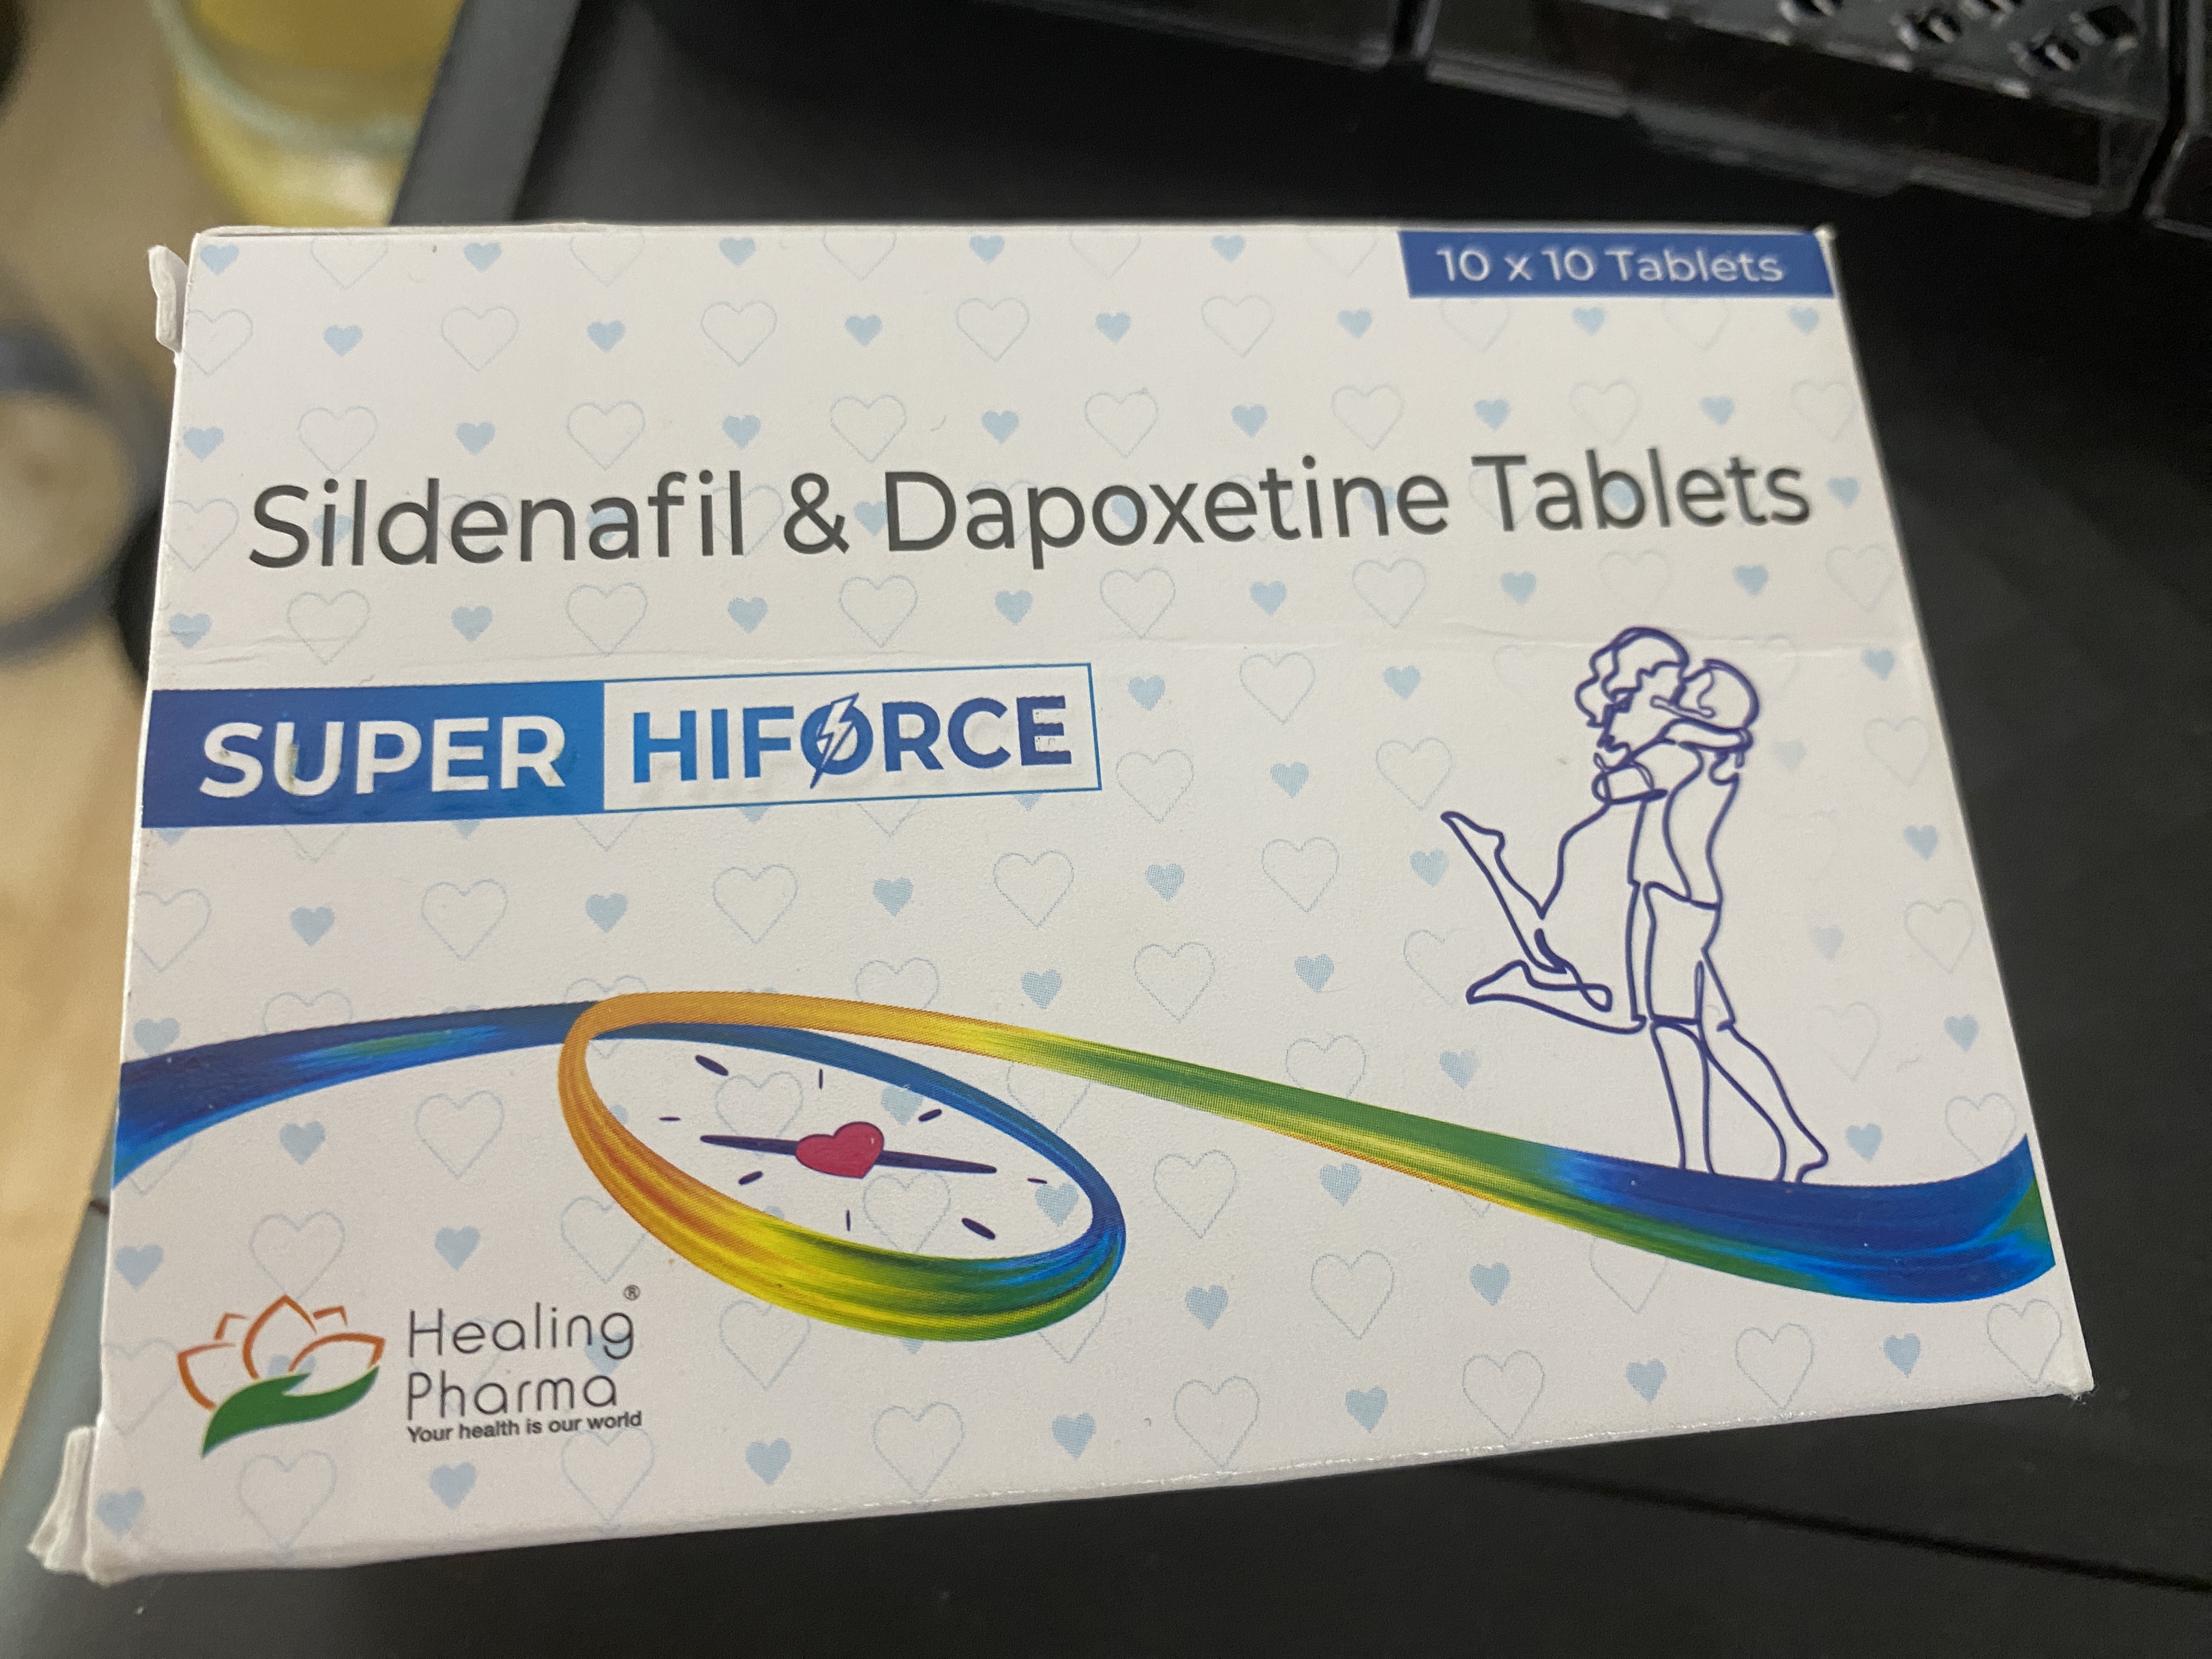 10 x 10 Tablets
Sildenafil & Dapoxetine Tablets
SUPER HIFORCE
Healing®
Pharma
Your health is our world